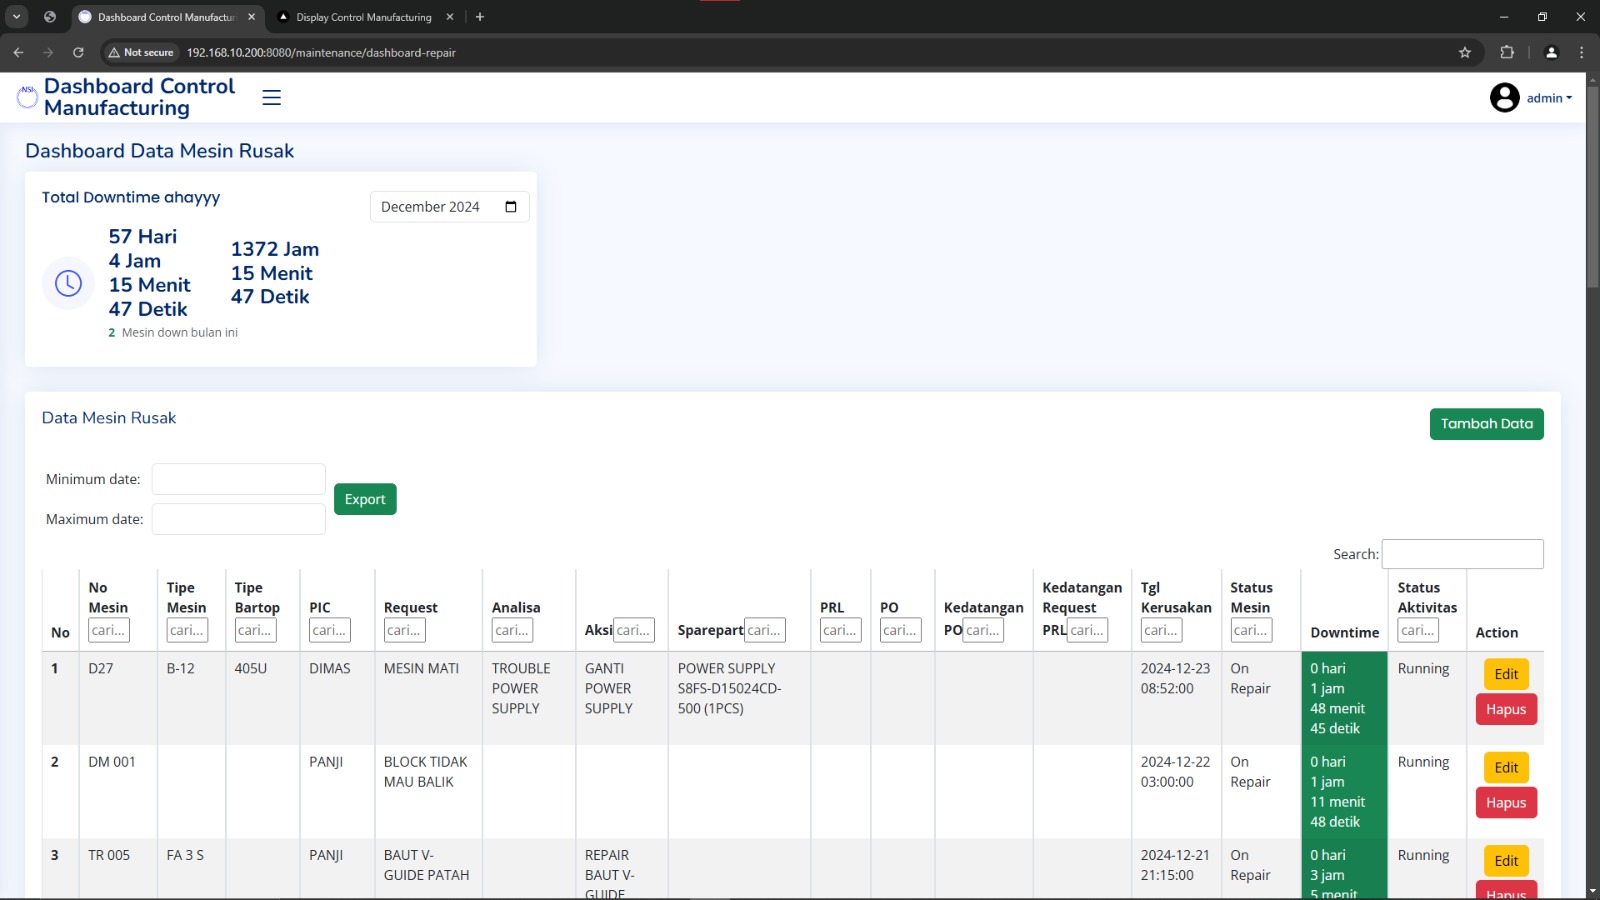 Dashboard Control Manufactur
Display Control Manufacturing
Not secure
192.168.10.200:8080/maintenance/dashboard-repair
NSI
Dashboard Control
Manufacturing
admin
Dashboard Data Mesin Rusak
Total Downtime ahayyy
December 2024
57 Hari
4 Jam
15 Menit
47 Detik
1372 Jam
15 Menit
47 Detik
2 Mesin down bulan ini
Data Mesin Rusak
Tambah Data
Minimum date:
Export
Maximum date:
Search:
No
No
Mesin
cari...
Tipe
Mesin
cari...
Tipe
Bartop
cari...
PIC
cari...
Request
cari...
Analisa
cari...
Aksi cari...
Sparepart cari...
PRL
cari...
PO
cari...
Kedatangan
PO cari...
Kedatangan
Request
PRL cari...
Tgl
Kerusakan
cari...
Status
Mesin
cari...
Downtime
Status
Aktivitas
cari...
Action
1
D27
B-12
405U
DIMAS
MESIN MATI
TROUBLE
POWER
SUPPLY
GANTI
POWER
SUPPLY
POWER SUPPLY
S8FS-D15024CD-
500 (1PCS)
2024-12-23
08:52:00
On
Repair
0 hari
1 jam
48 menit
45 detik
Running
Edit
Hapus
2
DM 001
PANJI
BLOCK TIDAK
MAU BALIK
2024-12-22
03:00:00
On
Repair
0 hari
1 jam
11 menit
48 detik
Running
Edit
Hapus
3
TR 005
FA 3 S
PANJI
BAUT V-
GUIDE PATAH
REPAIR
BAUT V-
GUIDE
2024-12-21
21:15:00
On
Repair
0 hari
3 jam
5 menit
Running
Edit
Hapus